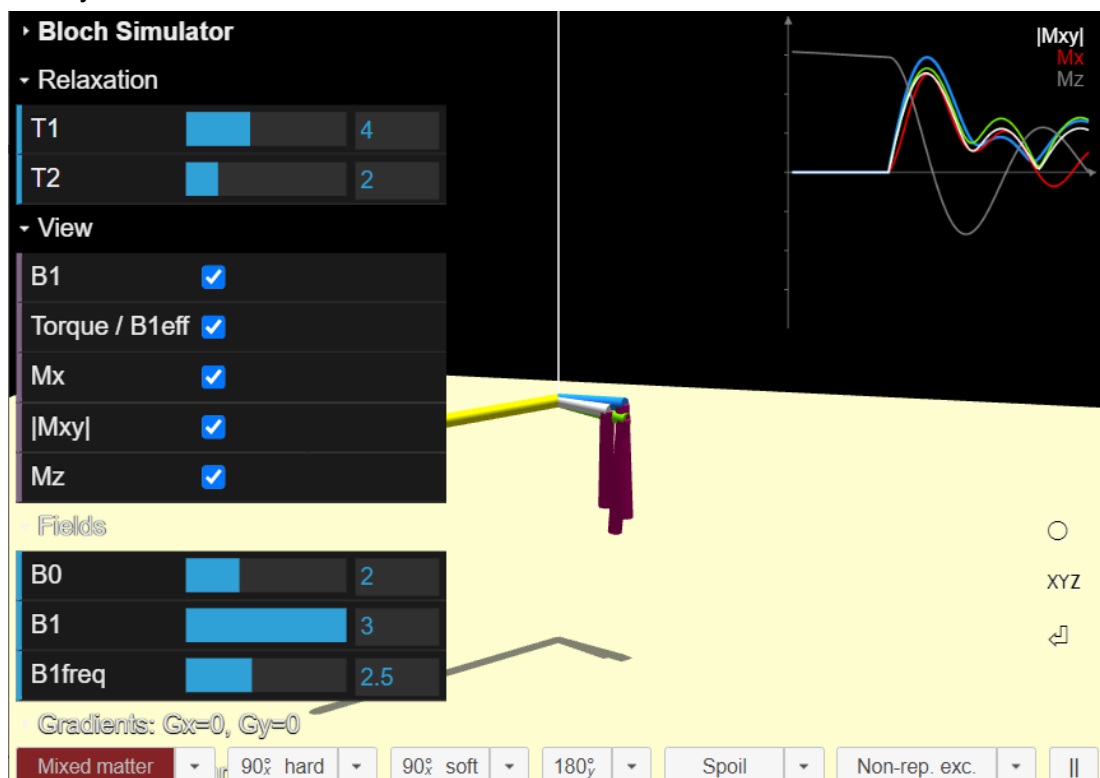 Bloch Simulator
Relaxation
T1 4
T2 2
View
B1
Torque / B1eff
Mx
|Mxy|
Mz
Fields
B0 2
B1 3
B1freq 2.5
Gradients: Gx=0, Gy=0
|Mxy|
Mx
Mz
XYZ
Mixed matter
90°x hard
90°x soft
180°y
Spoil
Non-rep. exc.
||